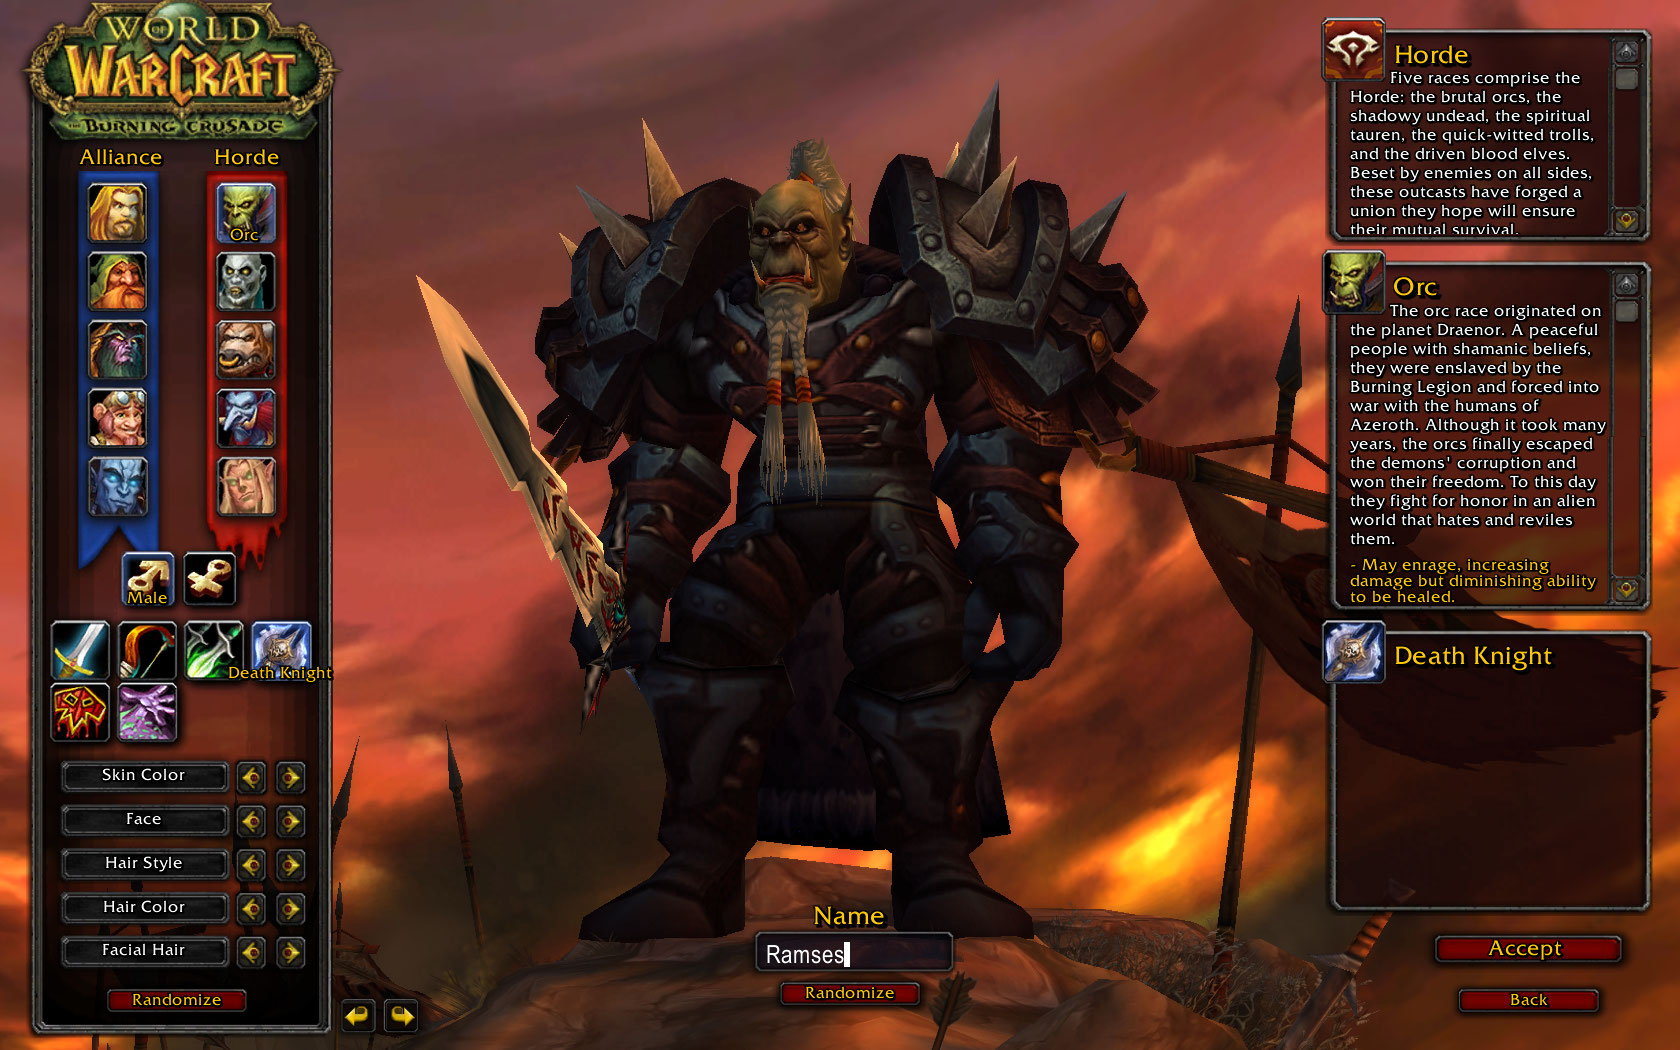 WORLD
OF
WARCRAFT
THE BURNING CRUSADE
Alliance
Horde
Orc
Male
Death Knight
Skin Color
Face
Hair Style
Hair Color
Facial Hair
Randomize
Name
Ramses
Randomize
Horde
Five races comprise the
Horde: the brutal orcs, the
shadowy undead, the spiritual
tauren, the quick-witted trolls,
and the driven blood elves.
Beset by enemies on all sides,
these outcasts have forged a
union they hope will ensure
their mutual survival.
Orc
The orc race originated on
the planet Draenor. A peaceful
people with shamanic beliefs,
they were enslaved by the
Burning Legion and forced into
war with the humans of
Azeroth. Although it took many
years, the orcs finally escaped
the demons' corruption and
won their freedom. To this day
they fight for honor in an alien
world that hates and reviles
them.
- May enrage, increasing
damage but diminishing ability
to be healed.
Death Knight
Accept
Back